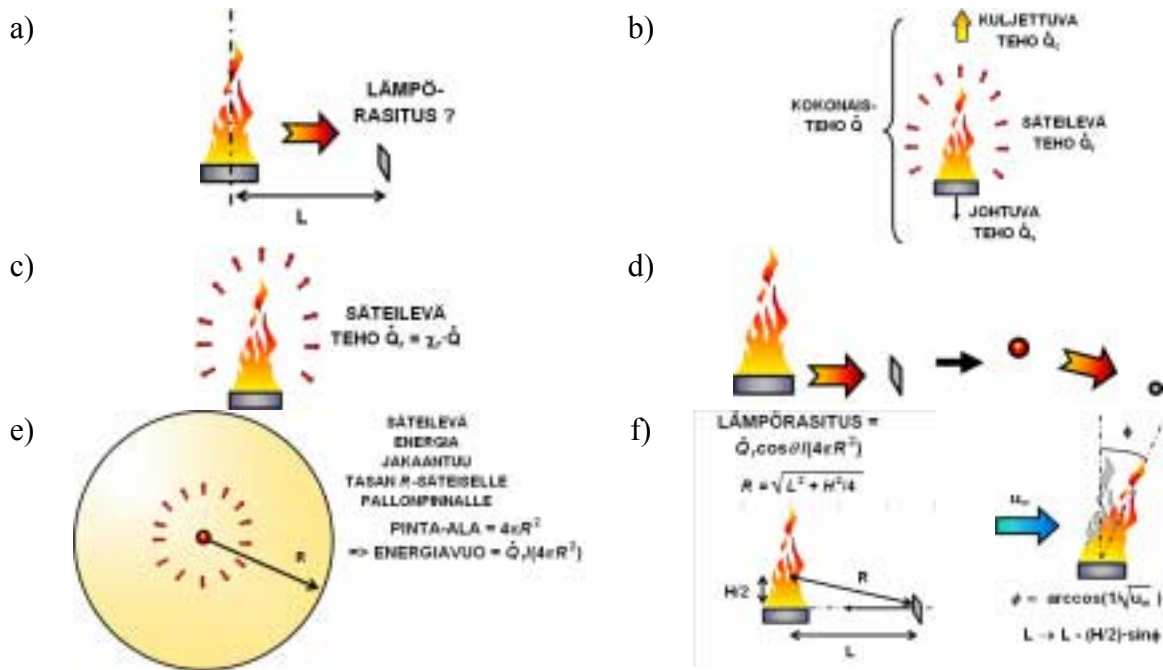 a)
LÄMPÖ-
RASITUS ?
L
b)
KULJETTUVA
TEHO Q̇c
KOKONAIS-
TEHO Q̇
SÄTEILEVÄ
TEHO Q̇r
JOHTUVA
TEHO Q̇
c)
SÄTEILEVÄ
TEHO Q̇r = χr·Q̇
d)
e)
SÄTEILEVÄ
ENERGIA
JAKAANTUU
TASAN R-SÄTEISELLE
PALLONPINNALLE
PINTA-ALA = 4πR²
=> ENERGIAVUO = Q̇r/(4πR²)
R
f)
LÄMPÖRASITUS =
Q̇r cosθ/(4πR²)
R = √L² + H²/4
H/2
R
L
ϕ
u∞
ϕ = arccos(1/√u∞)
L → L - (H/2)·sinϕ